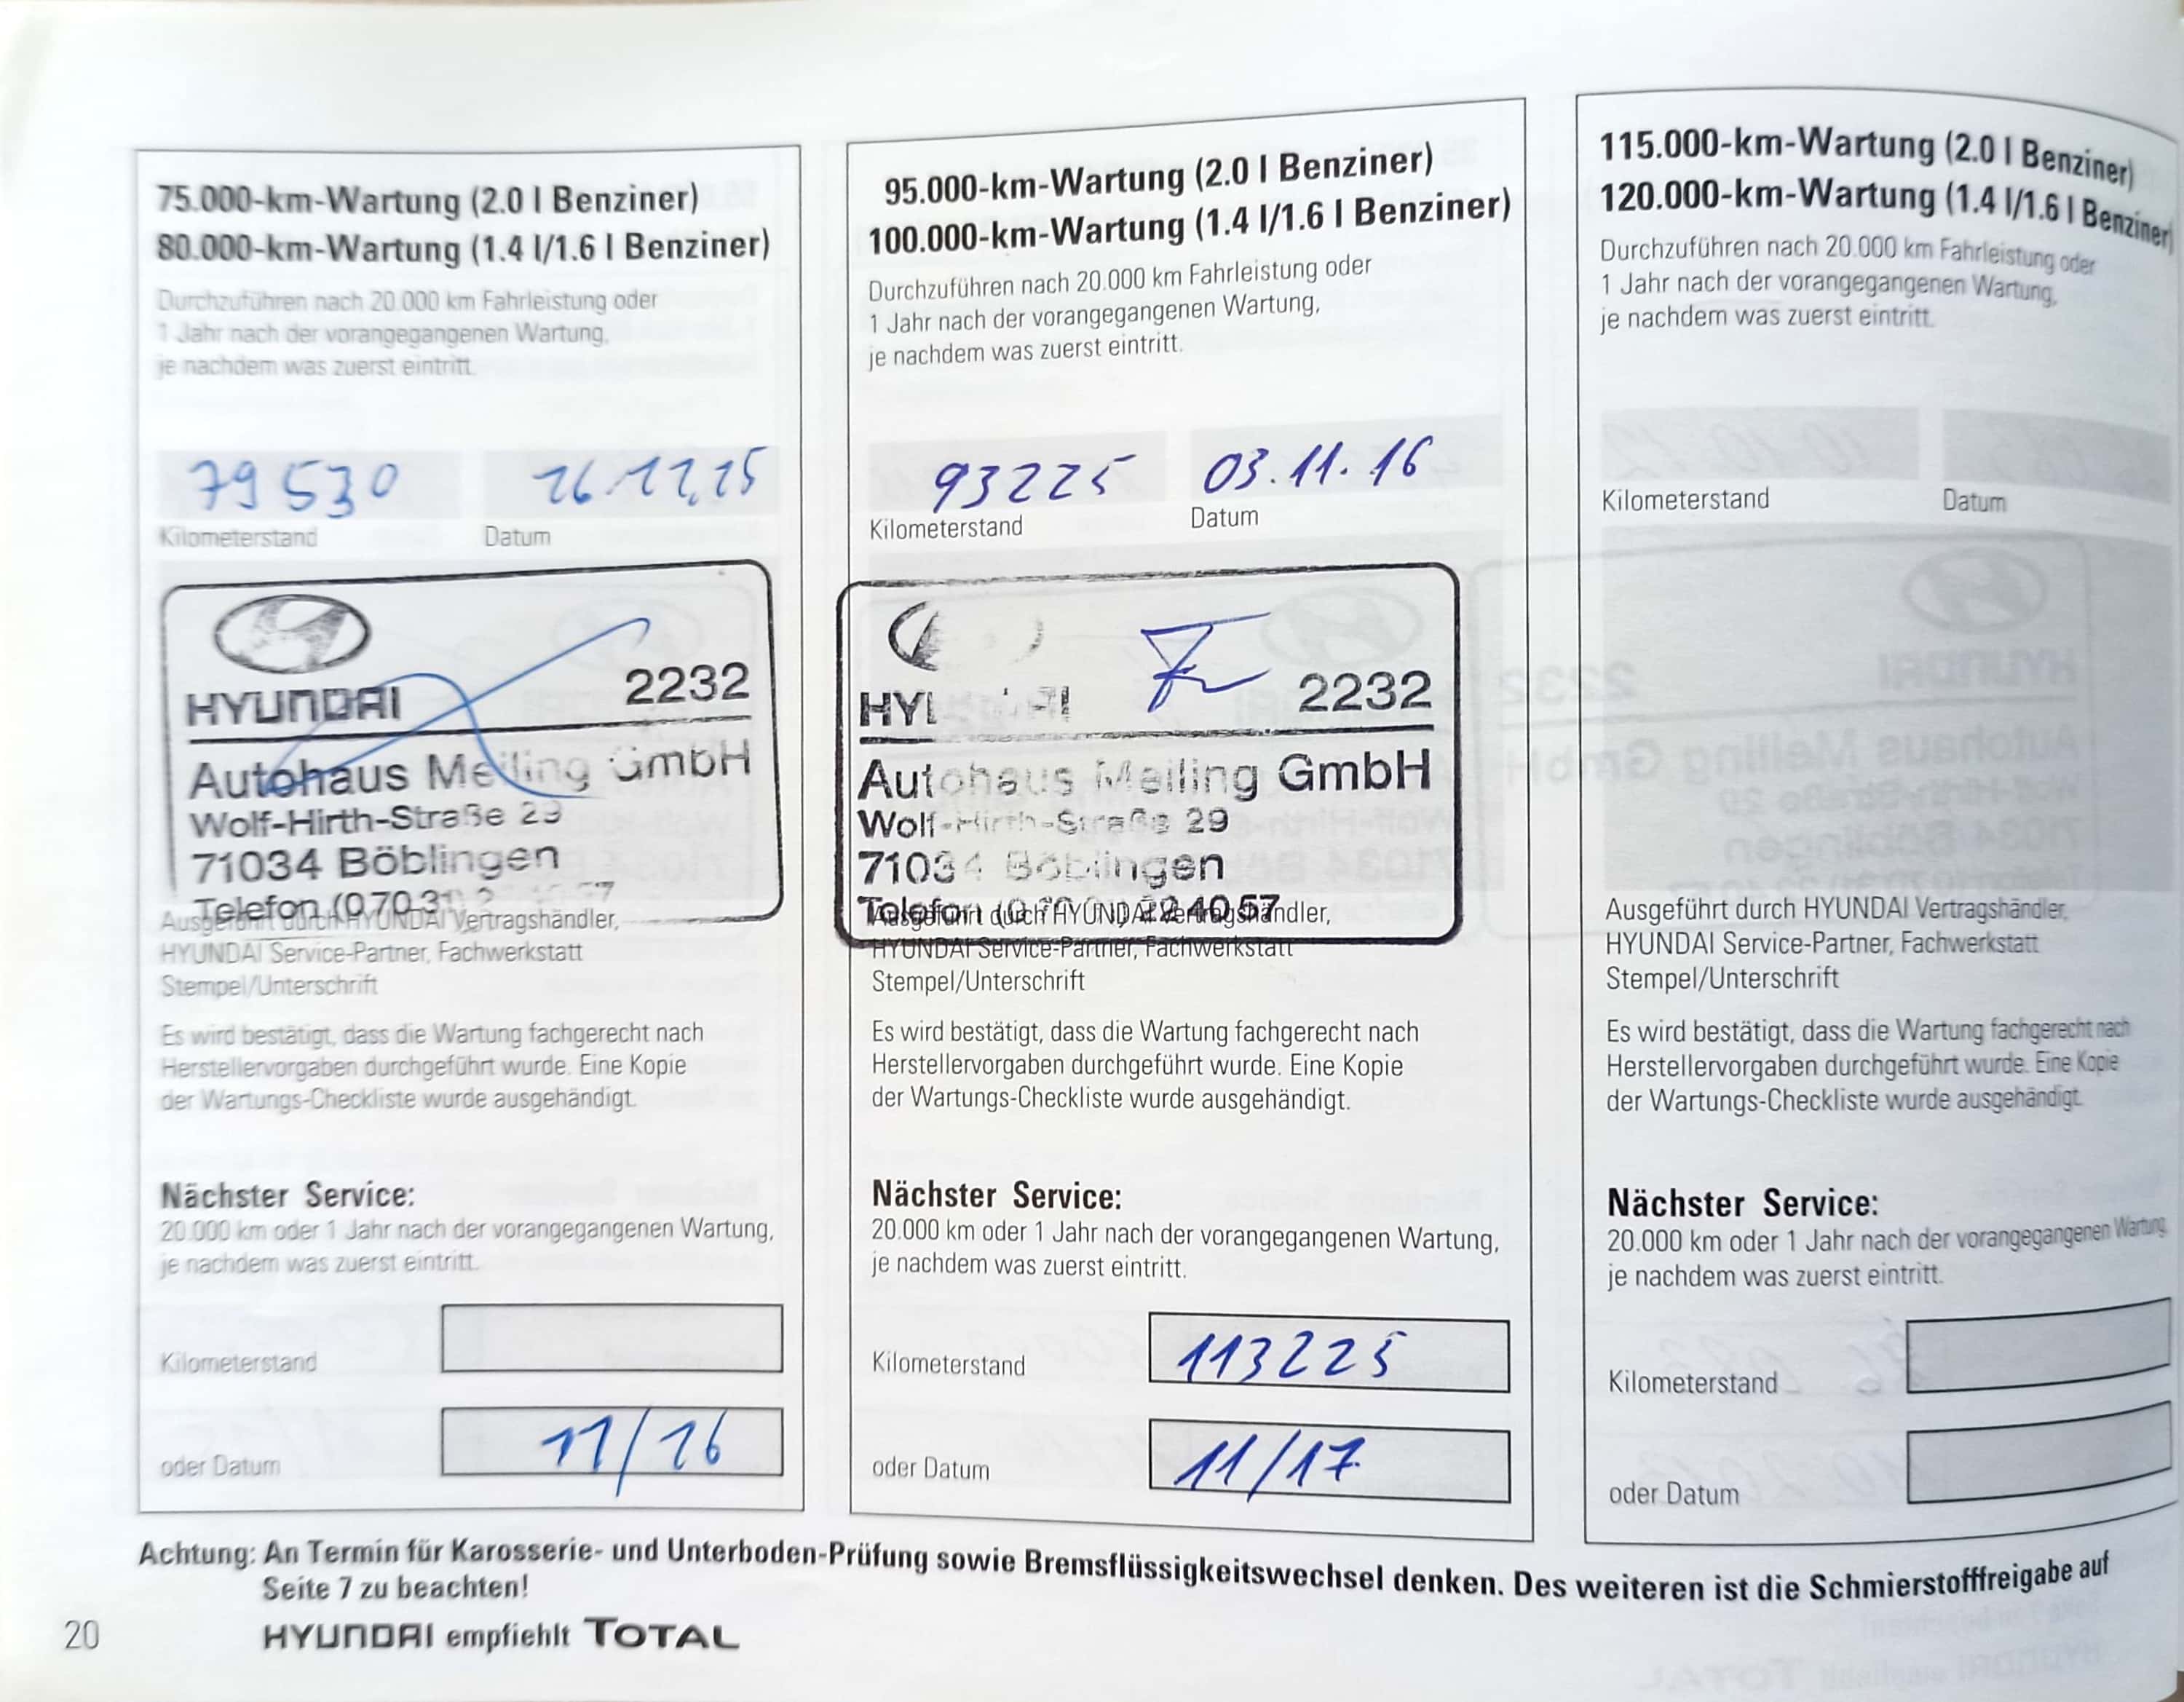 75.000-km-Wartung (2.0 l Benziner)
80.000-km-Wartung (1.4 l/1.6 l Benziner)
Durchzuführen nach 20.000 km Fahrleistung oder
1 Jahr nach der vorangegangenen Wartung,
je nachdem was zuerst eintritt.
79530
16.11.15
Kilometerstand
Datum
HYUNDAI
2232
Autohaus Meiling GmbH
Wolf-Hirth-Straße 29
71034 Böblingen
Telefon (0 70 31)
Ausgeführt durch HYUNDAI Vertragshändler,
HYUNDAI Service-Partner, Fachwerkstatt
Stempel/Unterschrift
Es wird bestätigt, dass die Wartung fachgerecht nach
Herstellervorgaben durchgeführt wurde. Eine Kopie
der Wartungs-Checkliste wurde ausgehändigt.
Nächster Service:
20.000 km oder 1 Jahr nach der vorangegangenen Wartung,
je nachdem was zuerst eintritt.
Kilometerstand
oder Datum 11/16
95.000-km-Wartung (2.0 l Benziner)
100.000-km-Wartung (1.4 l/1.6 l Benziner)
Durchzuführen nach 20.000 km Fahrleistung oder
1 Jahr nach der vorangegangenen Wartung,
je nachdem was zuerst eintritt.
93225
03.11.16
Kilometerstand
Datum
2232
Autohaus Meiling GmbH
Wolf-Hirth-Straße 29
71034 Böblingen
Telefon 22 40 57
Ausgeführt durch HYUNDAI Vertragshändler,
HYUNDAI Service-Partner, Fachwerkstatt
Stempel/Unterschrift
Es wird bestätigt, dass die Wartung fachgerecht nach
Herstellervorgaben durchgeführt wurde. Eine Kopie
der Wartungs-Checkliste wurde ausgehändigt.
Nächster Service:
20.000 km oder 1 Jahr nach der vorangegangenen Wartung,
je nachdem was zuerst eintritt.
Kilometerstand 113225
oder Datum 11/17
115.000-km-Wartung (2.0 l Benziner)
120.000-km-Wartung (1.4 l/1.6 l Benziner)
Durchzuführen nach 20.000 km Fahrleistung oder
1 Jahr nach der vorangegangenen Wartung,
je nachdem was zuerst eintritt.
Kilometerstand
Datum
Ausgeführt durch HYUNDAI Vertragshändler,
HYUNDAI Service-Partner, Fachwerkstatt
Stempel/Unterschrift
Es wird bestätigt, dass die Wartung fachgerecht nach
Herstellervorgaben durchgeführt wurde. Eine Kopie
der Wartungs-Checkliste wurde ausgehändigt.
Nächster Service:
20.000 km oder 1 Jahr nach der vorangegangenen Wartung,
je nachdem was zuerst eintritt.
Kilometerstand
oder Datum
Achtung: An Termin für Karosserie- und Unterboden-Prüfung sowie Bremsflüssigkeitswechsel denken. Des weiteren ist die Schmierstofffreigabe auf
Seite 7 zu beachten!
20
HYUNDAI empfiehlt TOTAL